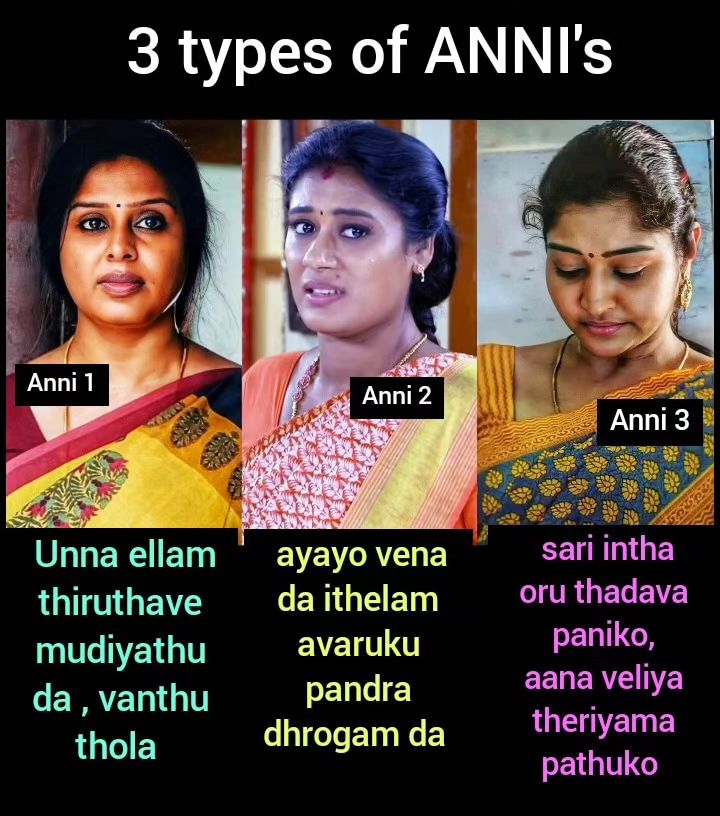 3 types of ANNI's
Anni 1
Anni 2
Anni 3
Unna ellam
thiruthave
mudiyathu
da , vanthu
thola
ayayo vena
da ithelam
avaruku
pandra
dhrogam da
sari intha
oru thadava
paniko,
aana veliya
theriyama
pathuko